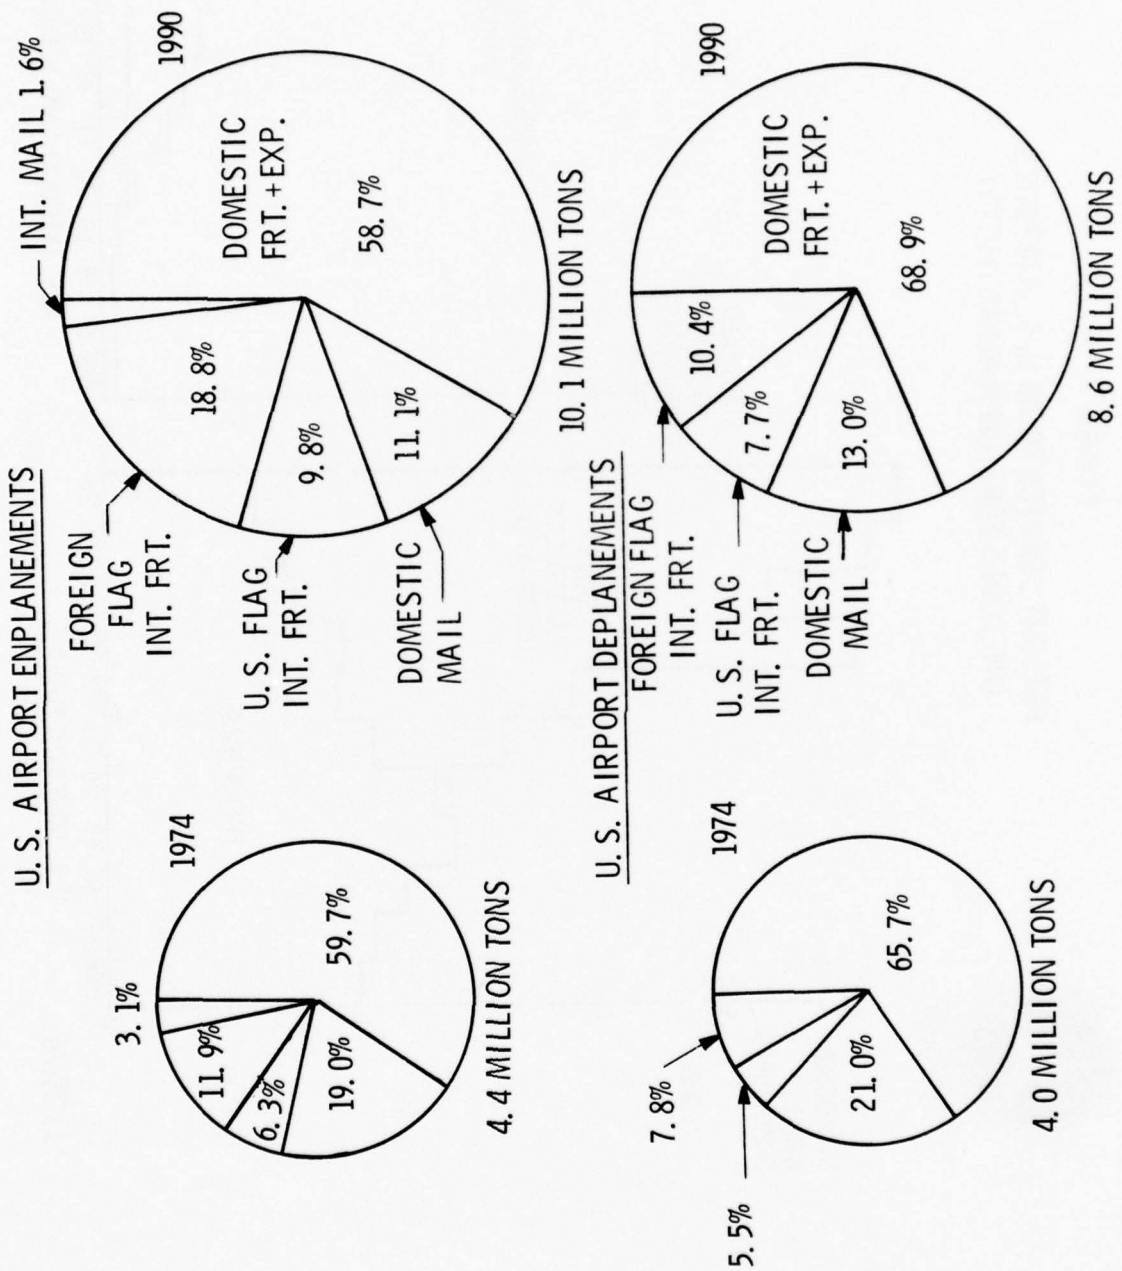 U. S. AIRPORT ENPLANEMENTS
1974
3. 1%
11. 9%
6. 3%
19. 0%
59. 7%
4. 4 MILLION TONS
1990
INT. MAIL 1. 6%
FOREIGN
FLAG
INT. FRT.
18. 8%
U. S. FLAG
INT. FRT.
9. 8%
DOMESTIC
MAIL
11. 1%
DOMESTIC
FRT. + EXP.
58. 7%
10. 1 MILLION TONS
U. S. AIRPORT DEPLANEMENTS
1974
7. 8%
5. 5%
21. 0%
65. 7%
4. 0 MILLION TONS
1990
FOREIGN FLAG
INT. FRT.
10. 4%
U. S. FLAG
INT. FRT.
7. 7%
DOMESTIC
MAIL
13. 0%
DOMESTIC
FRT. + EXP.
68. 9%
8. 6 MILLION TONS